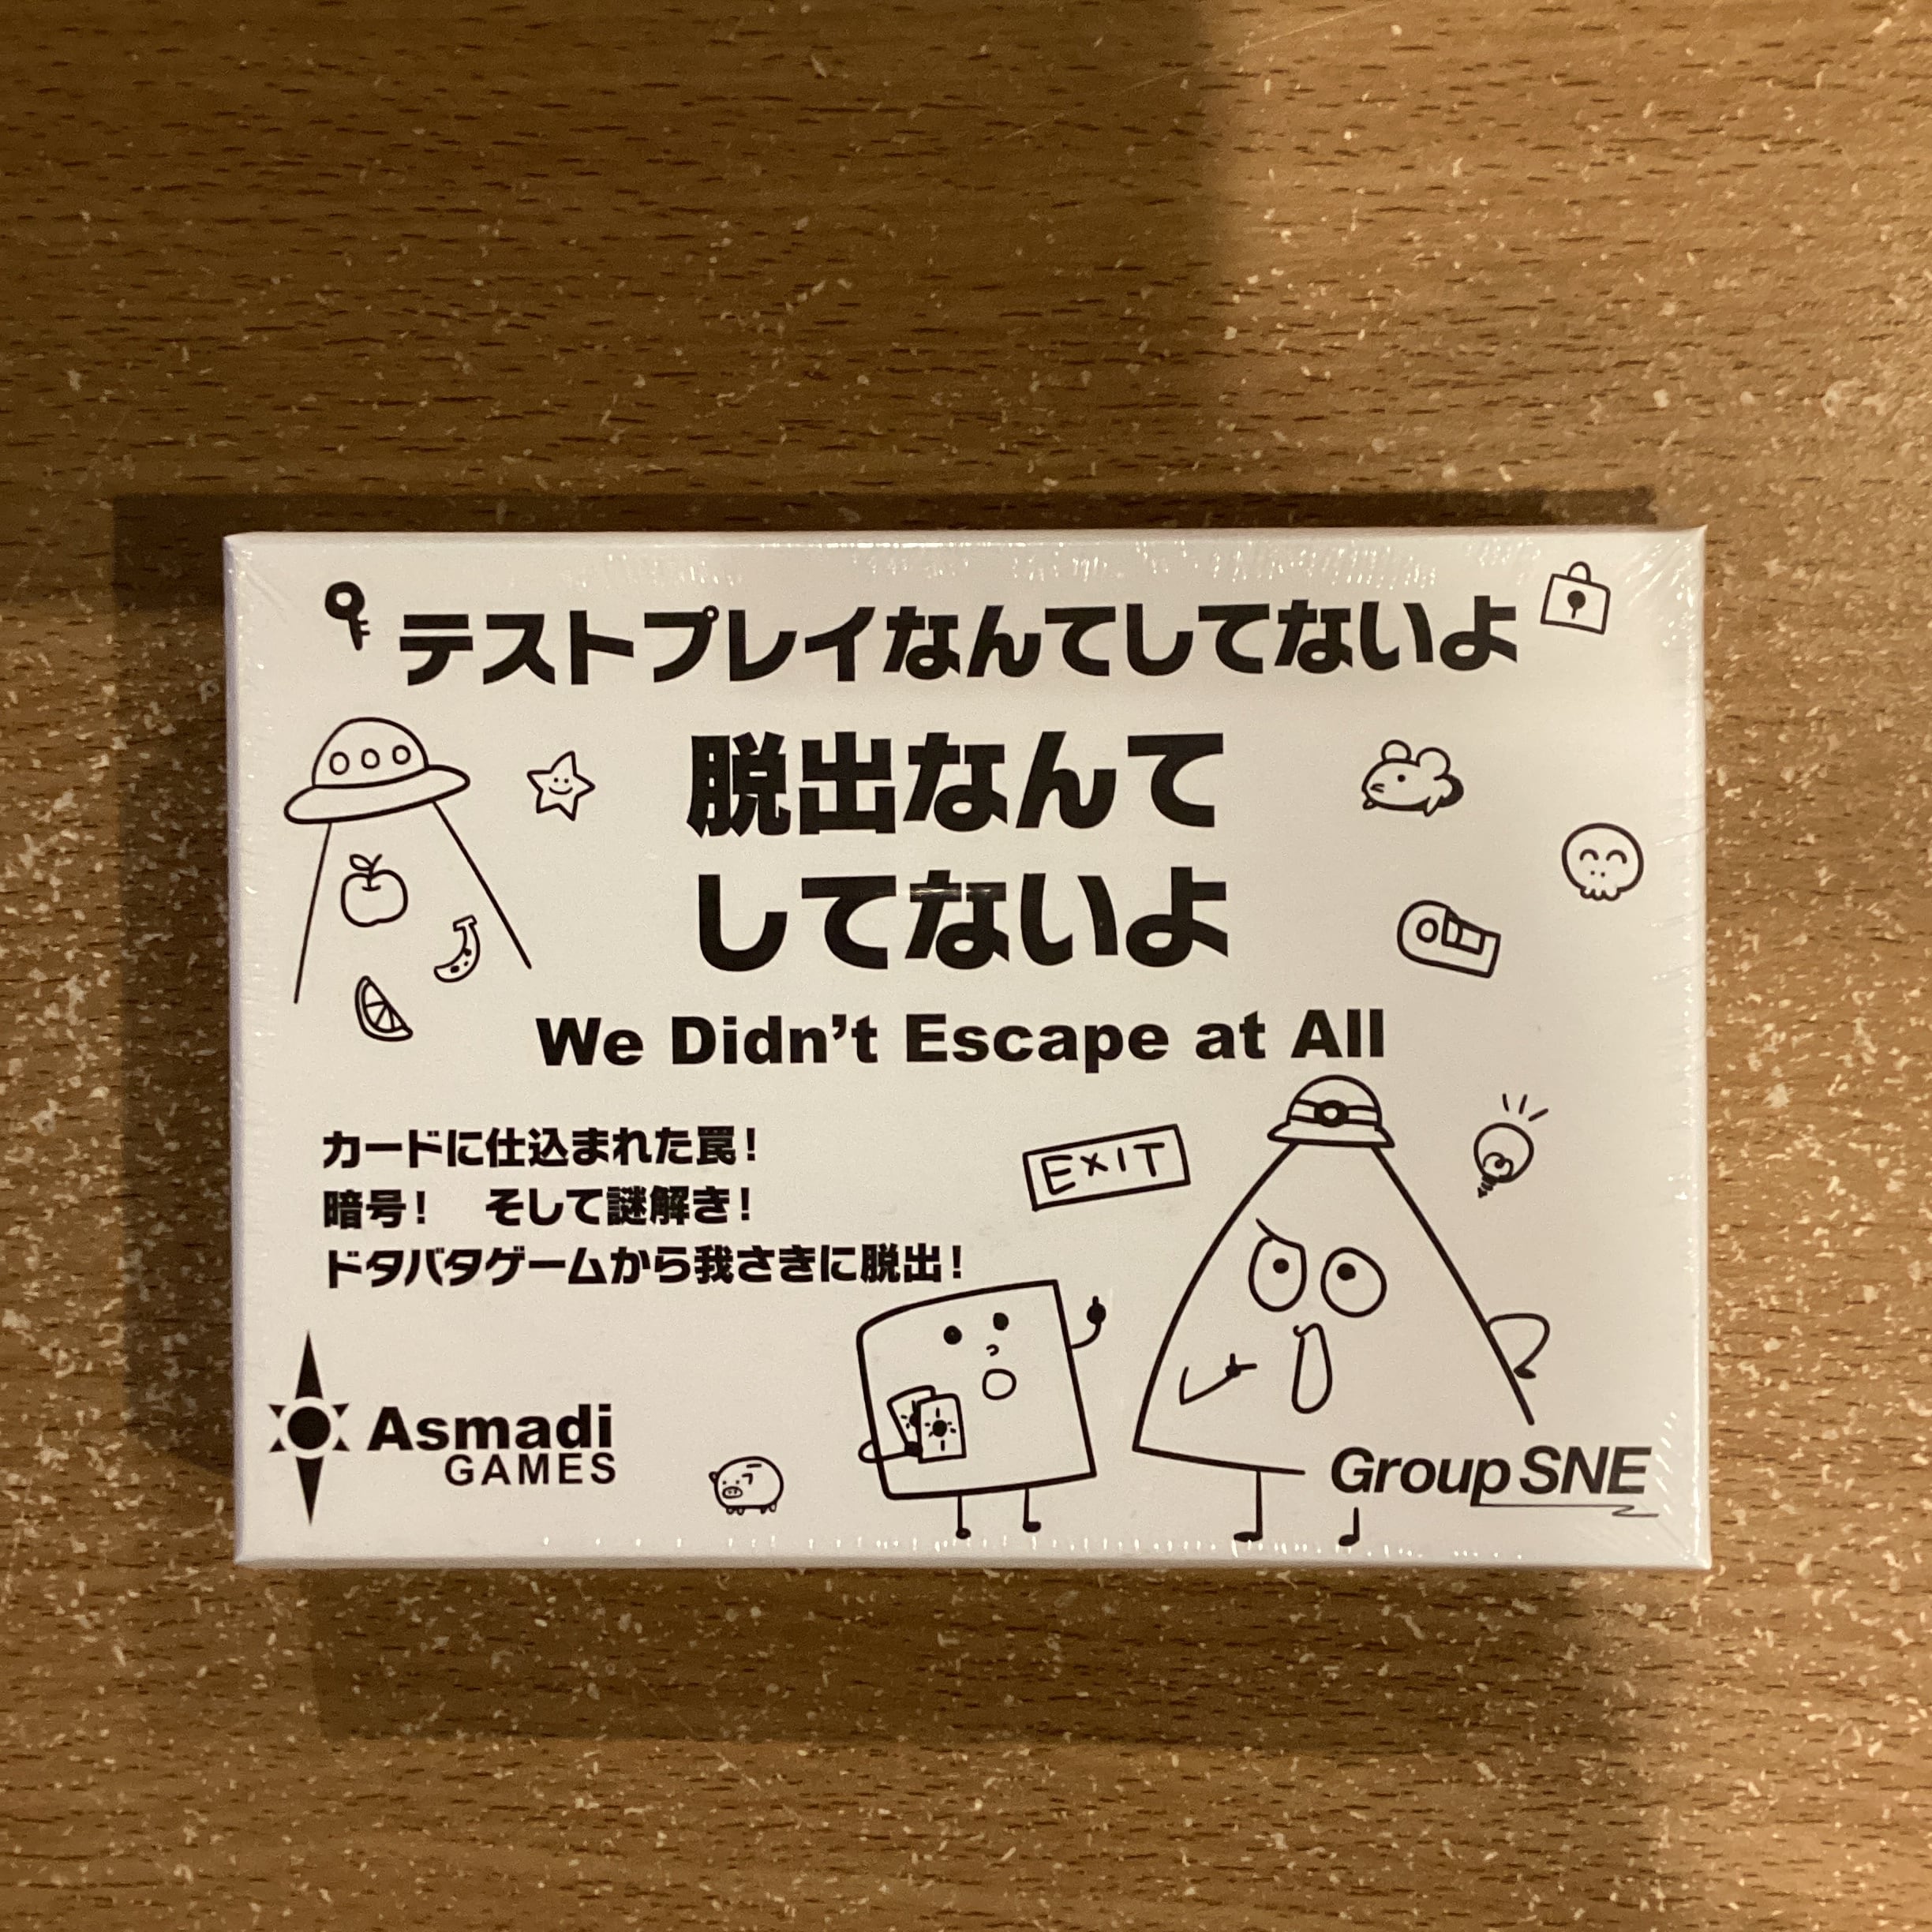 テストプレイなんてしてないよ
脱出なんて
してないよ
We Didn't Escape at All
カードに仕込まれた罠！
暗号！　そして謎解き！
ドタバタゲームから我さきに脱出！
EXIT
Asmadi
GAMES
Group SNE